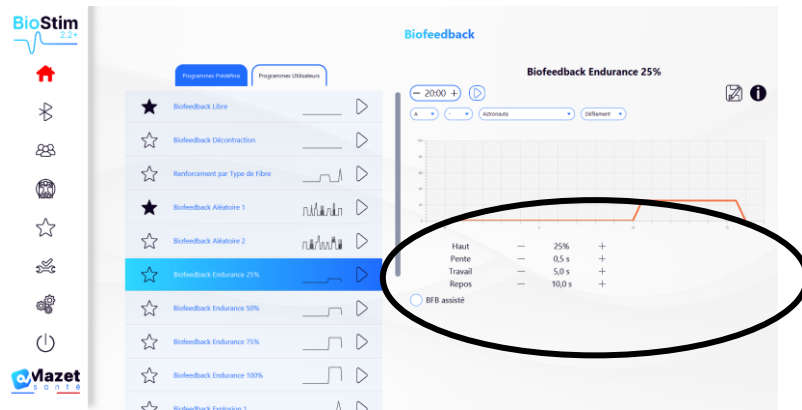 BioStim
2.2+
Biofeedback
Programmes Prédéfinis
Programmes Utilisateurs
Biofeedback Libre
Biofeedback Décontraction
Renforcement par Type de Fibre
Biofeedback Aléatoire 1
Biofeedback Aléatoire 2
Biofeedback Endurance 25%
Biofeedback Endurance 50%
Biofeedback Endurance 75%
Biofeedback Endurance 100%
Biofeedback Explosion 1
Mazet
santé
Biofeedback Endurance 25%
− 20:00 +
A - Astronaute Défilement
Haut − 25% +
Pente − 0,5 s +
Travail − 5,0 s +
Repos − 10,0 s +
BFB assisté